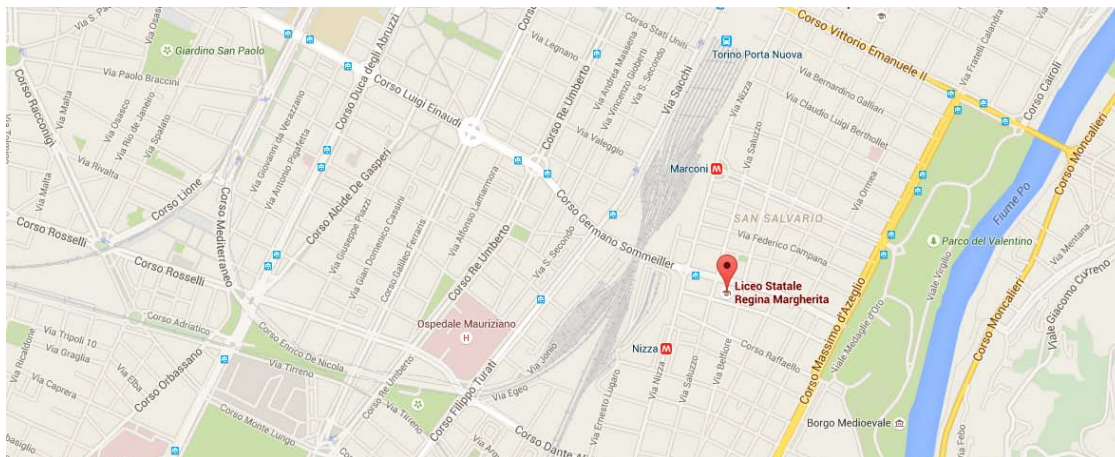 Via Osasco
Giardino San Paolo
Via Paolo Braccini
Corso Racconigi
Via Malta
Via Osasco
Via Rio de Janeiro
Via Spalato
Via Rivalta
Via Malta
Corso Lione
Corso Rosselli
Corso Rosselli
Corso Mediterraneo
Via Giovanni da Verazzano
Via Antonio Pigafetta
Corso Duca degli Abruzzi
Corso Luigi Einaudi
Corso Alcide De Gasperi
Via Giuseppe Piazzi
Via Gian Domenico Cassini
Corso Galileo Ferraris
Via Alfonso Lamarmora
Corso Re Umberto
Corso Re Umberto
Via Legnano
Corso Stati Uniti
Via Andrea Massena
Via Vincenzo Gioberti
Via S. Secondo
Via Sacchi
Via Valeggio
Torino Porta Nuova
Corso Vittorio Emanuele II
Via Fratelli Calandra
Corso Cairoli
Via Bernardino Galliari
Via Claudio Luigi Berthollet
Via Nizza
Via Saluzzo
Marconi
M
Via Ormea
SAN SALVARIO
Via Federico Campana
Corso Germano Sommeiller
Liceo Statale
Regina Margherita
Corso Massimo d'Azeglio
Viale Medaglie d'Oro
Viale Virgilio
Parco del Valentino
Fiume Po
Corso Moncalieri
Corso Moncalieri
Via Mentana
Viale Giacomo Curreno
Via S. Secondo
Ospedale Mauriziano
H
Corso Filippo Turati
Via Jonio
Via Egeo
Nizza
M
Via Ernesto Lugaro
Via Nizza
Via Saluzzo
Via Belfiore
Corso Raffaello
Borgo Medioevale
Via Febo
Corso Adriatico
Via Tripoli 10
Via Graglia
Via Ricaldone
Via Caprera
Via Elba
Corso Orbassano
Via Tirreno
Corso Enrico De Nicola
Corso Re Umberto
Via Tirreno
Corso Monte Lungo
Corso Dante